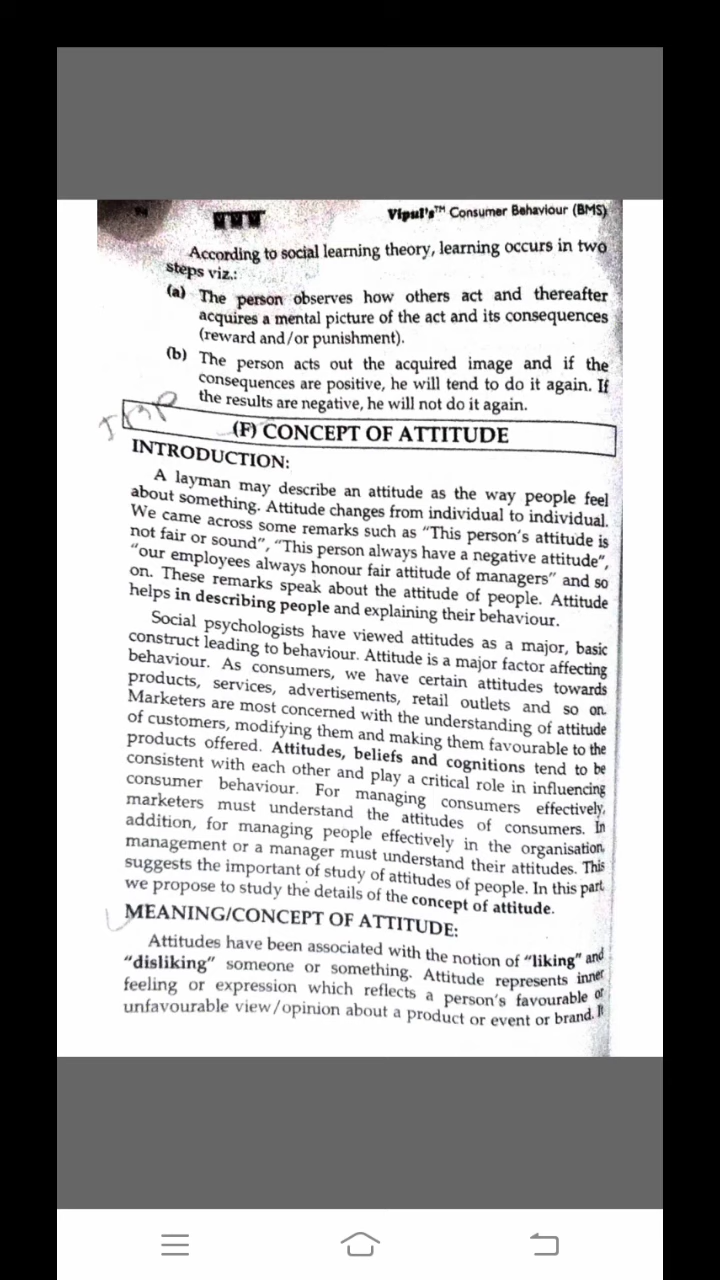 Vipul's™ Consumer Behaviour (BMS)
According to social learning theory, learning occurs in two
steps viz.:
(a) The person observes how others act and thereafter
acquires a mental picture of the act and its consequences
(reward and/or punishment).
(b) The person acts out the acquired image and if the
consequences are positive, he will tend to do it again. If
the results are negative, he will not do it again.
IMP
(F) CONCEPT OF ATTITUDE
INTRODUCTION:
A layman may describe an attitude as the way people feel
about something. Attitude changes from individual to individual.
We came across some remarks such as "This person's attitude is
not fair or sound", "This person always have a negative attitude",
"our employees always honour fair attitude of managers" and so
on. These remarks speak about the attitude of people. Attitude
helps in describing people and explaining their behaviour.
Social psychologists have viewed attitudes as a major, basic
construct leading to behaviour. Attitude is a major factor affecting
behaviour. As consumers, we have certain attitudes towards
products, services, advertisements, retail outlets and so on.
Marketers are most concerned with the understanding of attitude
of customers, modifying them and making them favourable to the
products offered. Attitudes, beliefs and cognitions tend to be
consistent with each other and play a critical role in influencing
consumer behaviour. For managing consumers effectively,
marketers must understand the attitudes of consumers. In
addition, for managing people effectively in the organisation,
management or a manager must understand their attitudes. This
suggests the important of study of attitudes of people. In this part
we propose to study the details of the concept of attitude.
MEANING/CONCEPT OF ATTITUDE:
Attitudes have been associated with the notion of "liking" and
"disliking" someone or something. Attitude represents inner
feeling or expression which reflects a person's favourable or
unfavourable view/opinion about a product or event or brand. It